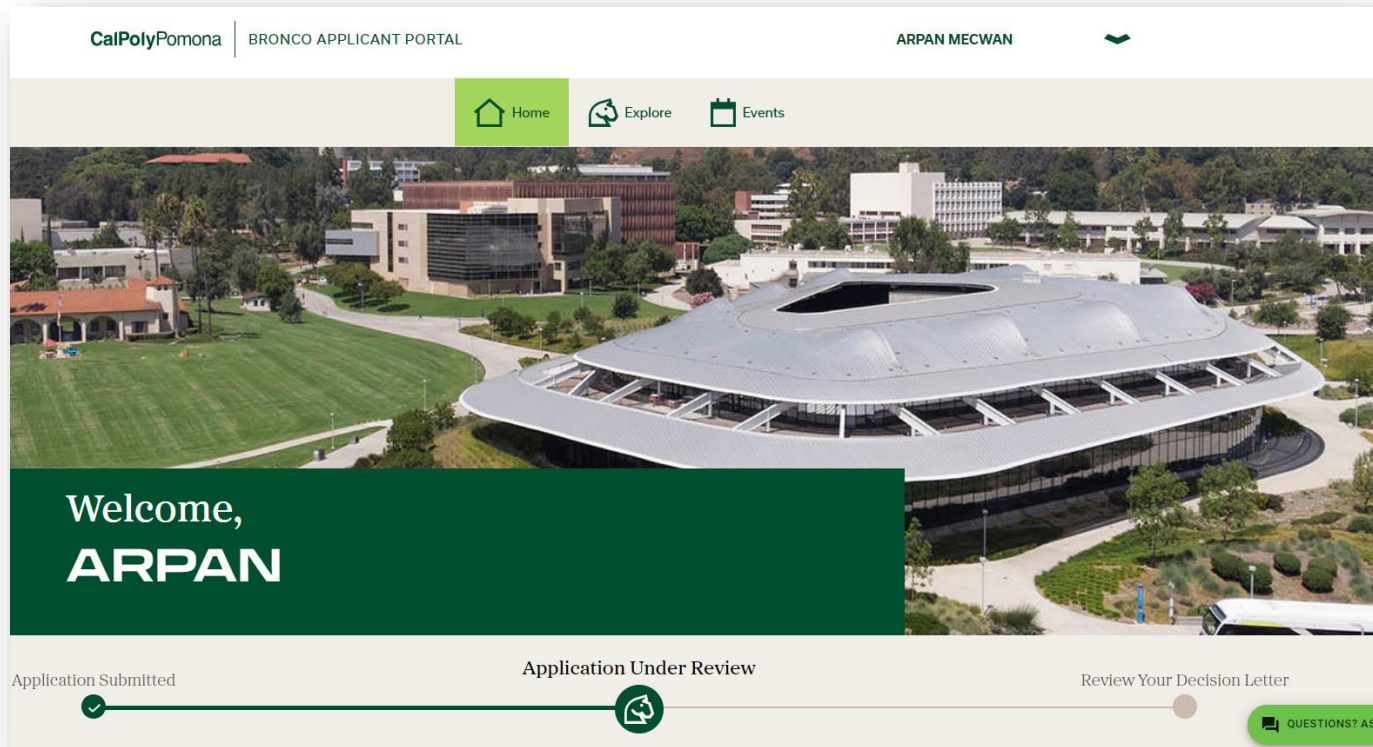 CalPolyPomona BRONCO APPLICANT PORTAL
ARPAN MECWAN
Home Explore Events
Welcome,
ARPAN
Application Submitted
Application Under Review
Review Your Decision Letter
QUESTIONS? AS